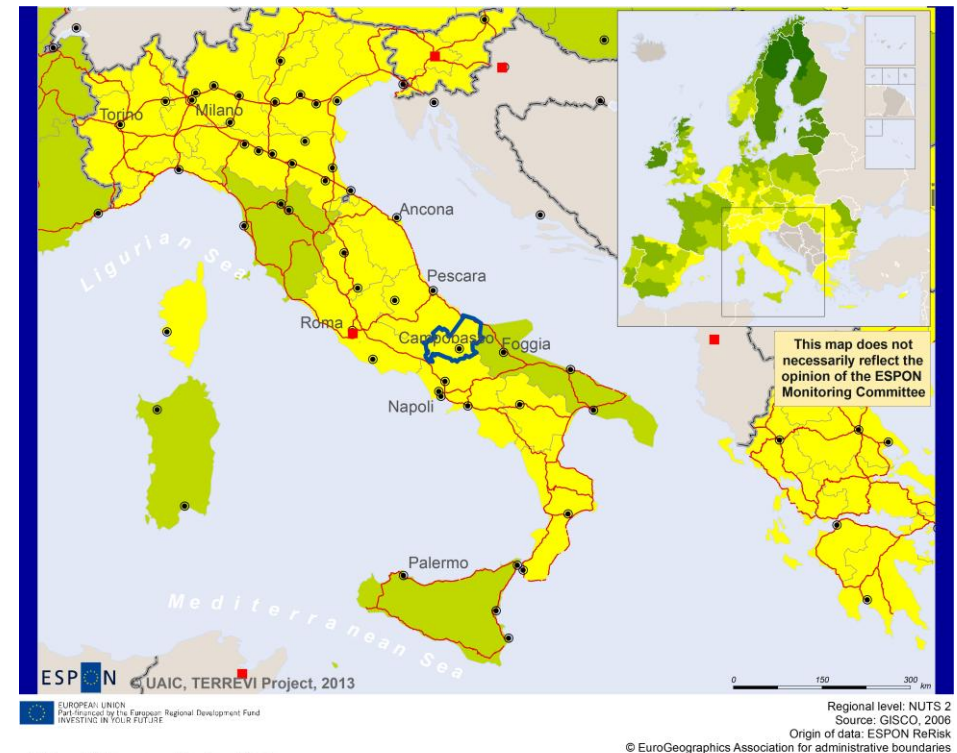 Torino
Milano
Ancona
Ligurian Sea
Pescara
Roma
Campobasso
Foggia
Napoli
Palermo
Mediterranean Sea
This map does not
necessarily reflect the
opinion of the ESPON
Monitoring Committee
ESPON © UAIC, TERREVI Project, 2013
0 150 300
km
EUROPEAN UNION
Part-financed by the European Regional Development Fund
INVESTING IN YOUR FUTURE
Regional level: NUTS 2
Source: GISCO, 2006
Origin of data: ESPON ReRisk
© EuroGeographics Association for administrative boundaries